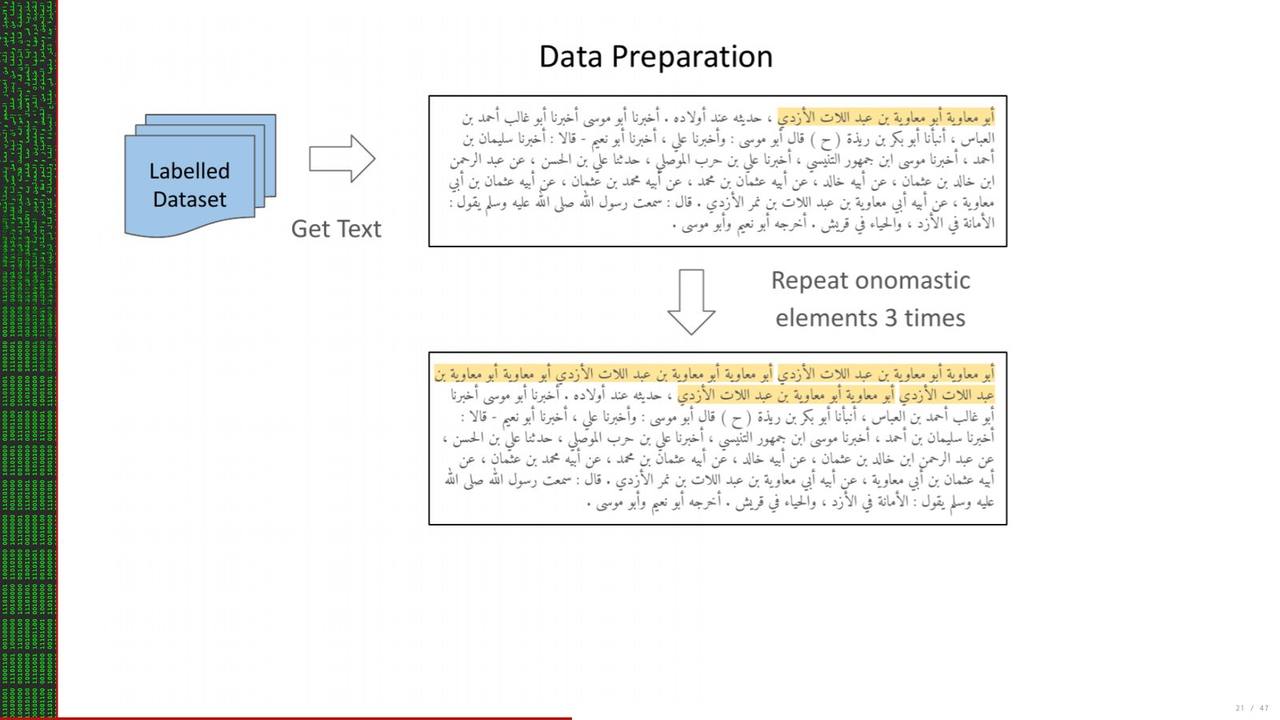 Data Preparation
Labelled
Dataset
Get Text
أبو معاوية أبو معاوية بن عبد اللات الأزدي ، حديثه عند أولاده . أخبرنا أبو موسى أخبرنا أبو غالب أحمد بن
العباس ، أنبأنا أبو بكر بن ريذة ( ح ) قال أبو موسى : وأخبرنا علي ، أخبرنا أبو نعيم - قالا : أخبرنا سليمان بن
أحمد ، أخبرنا موسى ابن جمهور التنيسي ، أخبرنا علي بن حرب الموصلي ، حدثنا علي بن الحسن ، عن عبد الرحمن
ابن خالد بن عثمان ، عن أبيه خالد ، عن أبيه عثمان بن محمد ، عن أبيه محمد بن عثمان ، عن أبيه عثمان بن أبي
معاوية ، عن أبيه أبي معاوية بن عبد اللات بن نمر الأزدي . قال : سمعت رسول الله صلى الله عليه وسلم يقول :
الأمانة في الأزد ، والحياء في قريش . أخرجه أبو نعيم وأبو موسى .
Repeat onomastic
elements 3 times
أبو معاوية أبو معاوية بن عبد اللات الأزدي أبو معاوية أبو معاوية بن عبد اللات الأزدي أبو معاوية أبو معاوية بن
عبد اللات الأزدي أبو معاوية أبو معاوية بن عبد اللات الأزدي ، حديثه عند أولاده . أخبرنا أبو موسى أخبرنا
أبو غالب أحمد بن العباس ، أنبأنا أبو بكر بن ريذة ( ح ) قال أبو موسى : وأخبرنا علي ، أخبرنا أبو نعيم - قالا :
أخبرنا سليمان بن أحمد ، أخبرنا موسى ابن جمهور التنيسي ، أخبرنا علي بن حرب الموصلي ، حدثنا علي بن الحسن ،
عن عبد الرحمن ابن خالد بن عثمان ، عن أبيه خالد ، عن أبيه عثمان بن محمد ، عن أبيه محمد بن عثمان ، عن
أبيه عثمان بن أبي معاوية ، عن أبيه أبي معاوية بن عبد اللات بن نمر الأزدي . قال : سمعت رسول الله صلى الله
عليه وسلم يقول : الأمانة في الأزد ، والحياء في قريش . أخرجه أبو نعيم وأبو موسى .
21 / 47